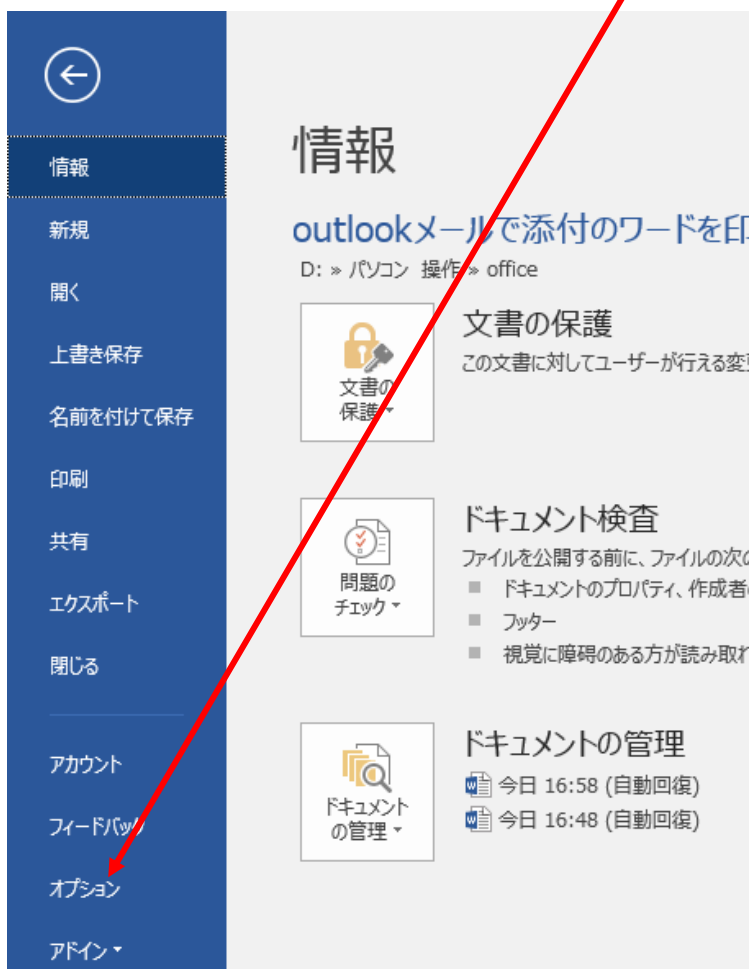 情報
新規
開く
上書き保存
名前を付けて保存
印刷
共有
エクスポート
閉じる
アカウント
フィードバック
オプション
アドイン
情報
outlookメールで添付のワードを印
D: » パソコン 操作 » office
文書の
保護
文書の保護
この文書に対してユーザーが行える変更
問題の
チェック
ドキュメント検査
ファイルを公開する前に、ファイルの次の
■ ドキュメントのプロパティ、作成者の
■ フッター
■ 視覚に障碍のある方が読み取れ
ドキュメント
の管理
ドキュメントの管理
今日 16:58 (自動回復)
今日 16:48 (自動回復)